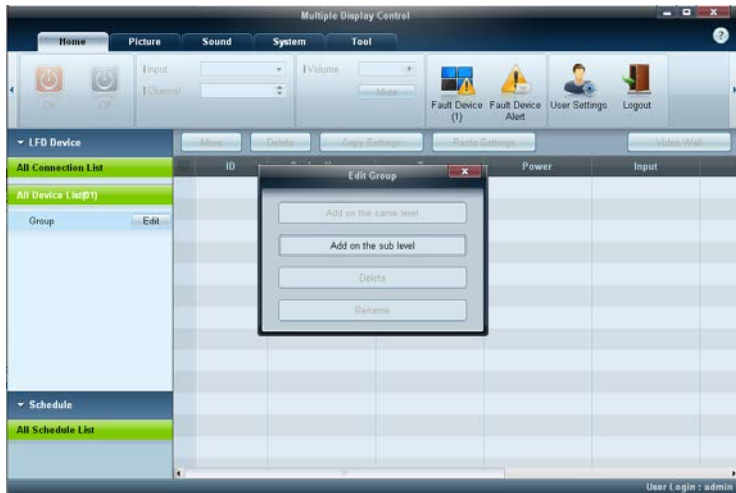 Multiple Display Control
Home Picture Sound System Tool
?
Input
Volume
Channel
Mute
On Off
Fault Device (1)
Fault Device Alert
User Settings
Logout
LFD Device
Move Delete Copy Settings Paste Settings Video Wall
All Connection List
ID
Power Input
Edit Group
All Device List(01)
Group Edit
Add on the same level
Add on the sub level
Delete
Rename
Schedule
All Schedule List
User Login : admin